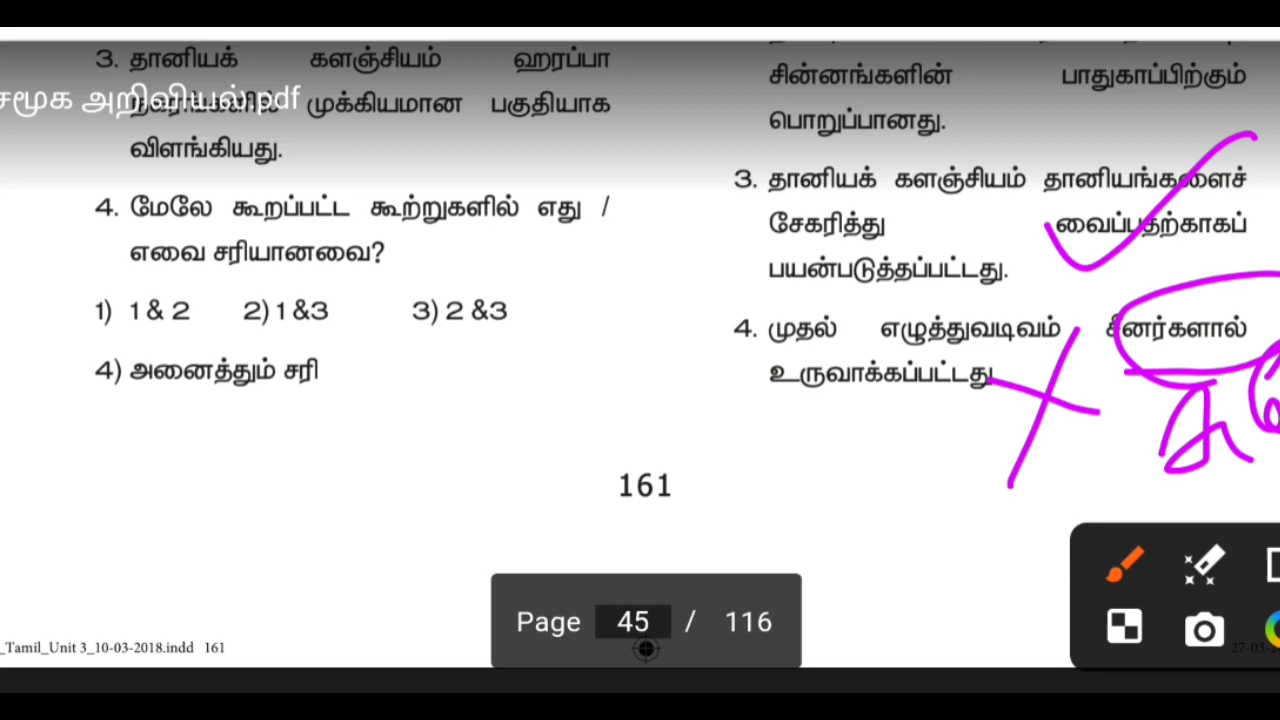 3. தானியக் களஞ்சியம் ஹரப்பா
நகரங்களில் முக்கியமான பகுதியாக
விளங்கியது.
சமூக அறிவியல்.pdf
4. மேலே கூறப்பட்ட கூற்றுகளில் எது /
எவை சரியானவை?
1) 1 & 2 2) 1 &3 3) 2 &3
4) அனைத்தும் சரி
சின்னங்களின் பாதுகாப்பிற்கும்
பொறுப்பானது.
3. தானியக் களஞ்சியம் தானியங்களைச்
சேகரித்து வைப்பதற்காகப்
பயன்படுத்தப்பட்டது.
4. முதல் எழுத்துவடிவம் சீனர்களால்
உருவாக்கப்பட்டது
161
Page 45 / 116
_Tamil_Unit 3_10-03-2018.indd 161